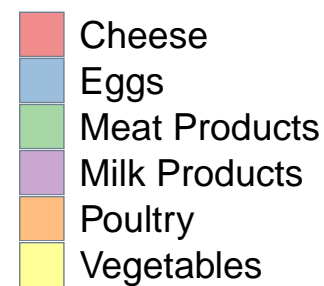 Cheese
Eggs
Meat Products
Milk Products
Poultry
Vegetables